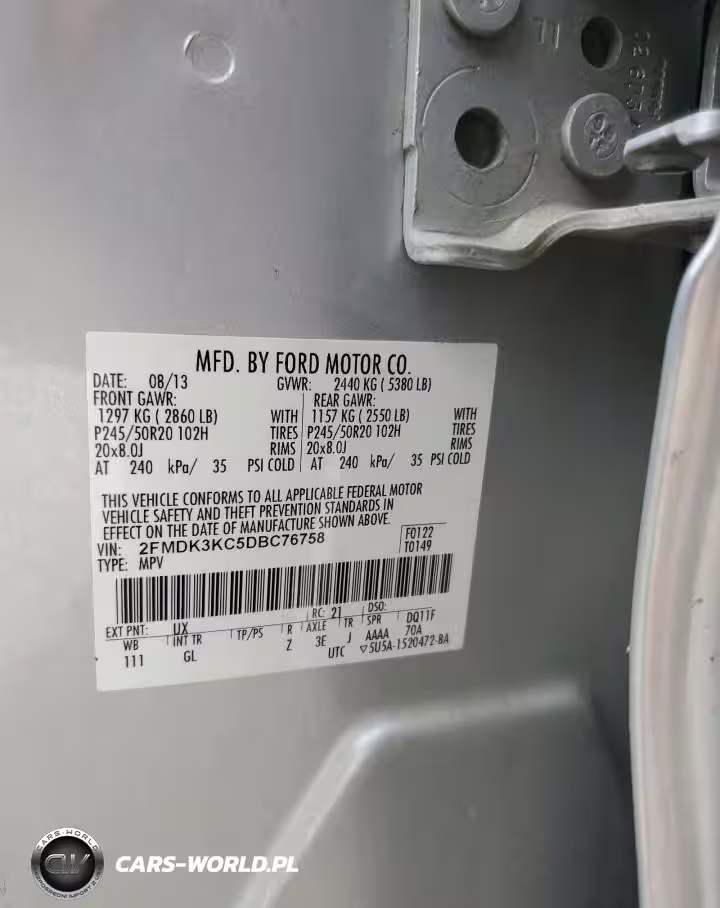 TL
MFD. BY FORD MOTOR CO.
DATE: 08/13 GVWR: 2440 KG ( 5380 LB)
FRONT GAWR: REAR GAWR:
1297 KG ( 2860 LB) WITH 1157 KG ( 2550 LB) WITH
P245/50R20 102H TIRES P245/50R20 102H TIRES
20x8.0J RIMS 20x8.0J RIMS
AT 240 kPa/ 35 PSI COLD AT 240 kPa/ 35 PSI COLD
THIS VEHICLE CONFORMS TO ALL APPLICABLE FEDERAL MOTOR
VEHICLE SAFETY AND THEFT PREVENTION STANDARDS IN
EFFECT ON THE DATE OF MANUFACTURE SHOWN ABOVE.
VIN: 2FMDK3KC5DBC76758 F0122
TYPE: MPV T0149
EXT PNT: UX RC: 21 DSO:
WB INT TR TP/PS R AXLE TR SPR DQ11F
111 GL Z 3E J AAAA 70A
UTC ▽5U5A-1520472-BA
CARS-WORLD
CW
CARS-WORLD.PL